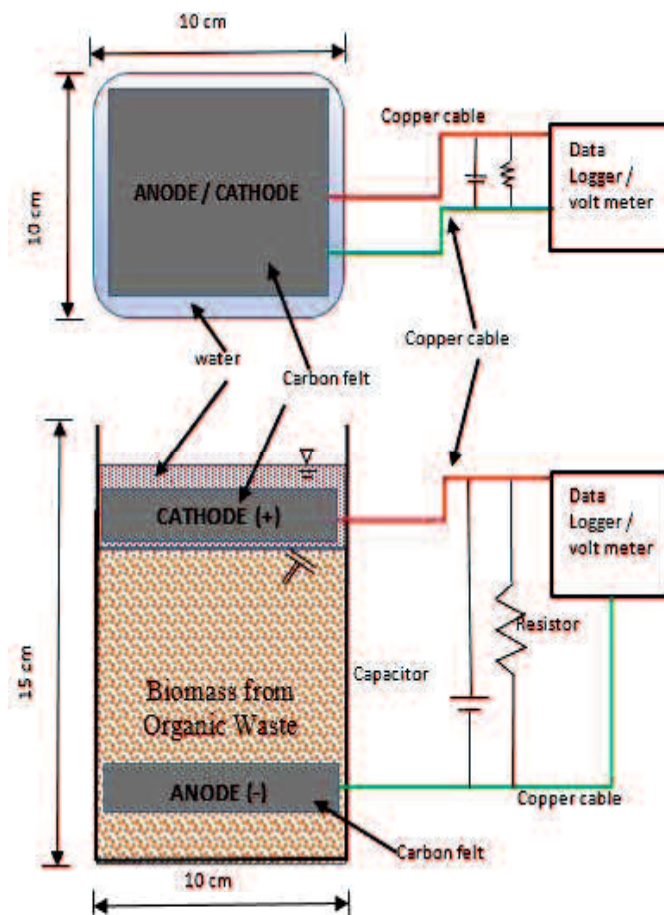 10 cm
10 cm
Copper cable
ANODE / CATHODE
Data
Logger /
volt meter
water
Carbon felt
Copper cable
15 cm
CATHODE (+)
Data
Logger /
volt meter
Resistor
Capacitor
Biomass from
Organic Waste
ANODE (-)
Copper cable
Carbon felt
10 cm